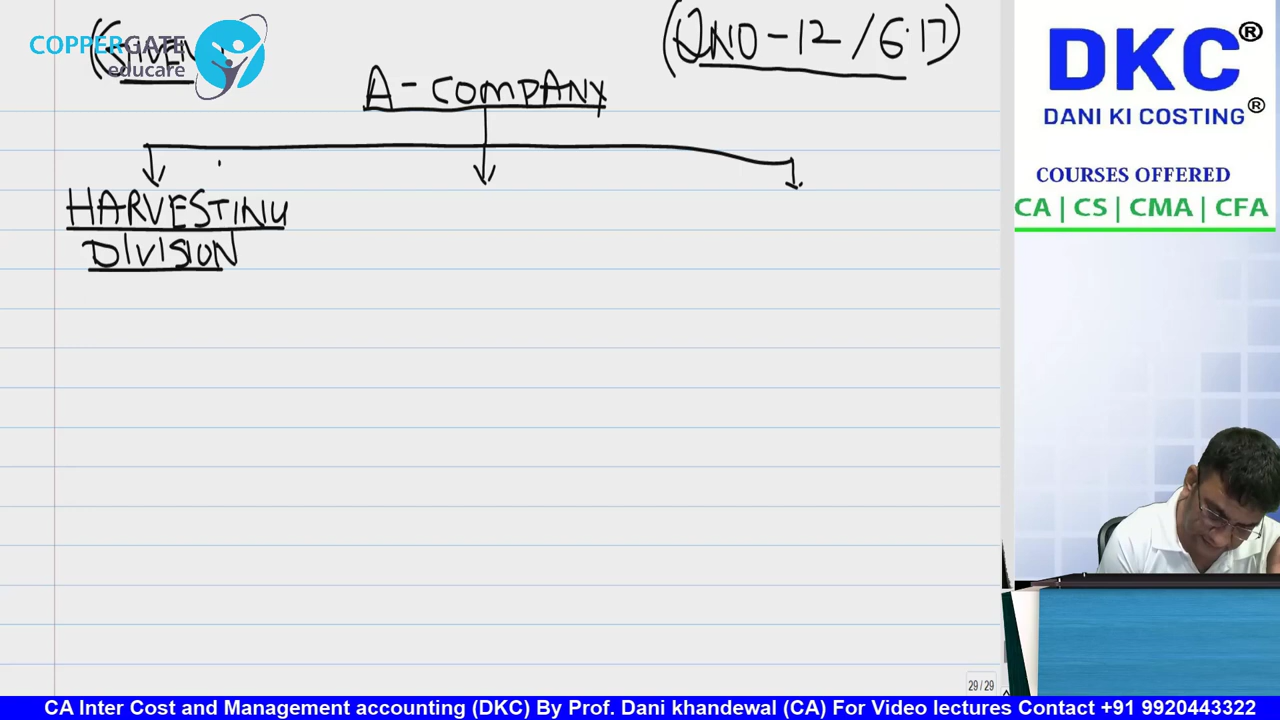 (GIVEN
COPPERGATE
educare
(QNO-12/6.17)
A-COMPANY
HARVESTING
DIVISION
DKC®
DANI KI COSTING®
COURSES OFFERED
CA | CS | CMA | CFA
29/29
CA Inter Cost and Management accounting (DKC) By Prof. Dani khandewal (CA) For Video lectures Contact +91 9920443322